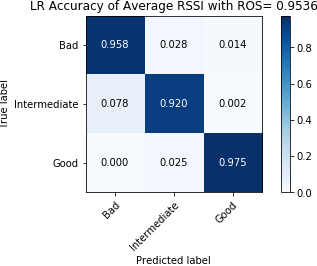 LR Accuracy of Average RSSI with ROS= 0.9536
True label
Bad
Intermediate
Good
0.958 0.028 0.014
0.078 0.920 0.002
0.000 0.025 0.975
Bad
Intermediate
Good
Predicted label
0.8
0.6
0.4
0.2
0.0